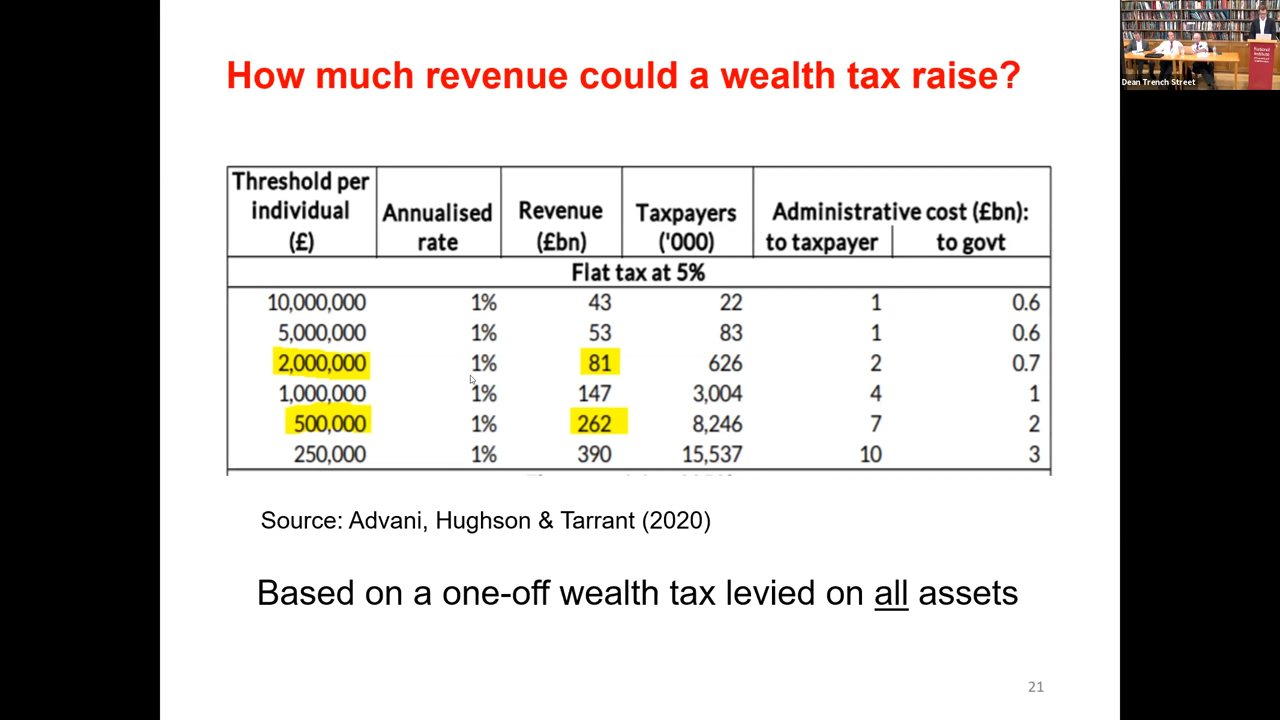 How much revenue could a wealth tax raise?
Dean Trench Street
Threshold per individual (£) Annualised rate Revenue (£bn) Taxpayers ('000) Administrative cost (£bn): to taxpayer to govt
Flat tax at 5%
10,000,000 1% 43 22 1 0.6
5,000,000 1% 53 83 1 0.6
2,000,000 1% 81 626 2 0.7
1,000,000 1% 147 3,004 4 1
500,000 1% 262 8,246 7 2
250,000 1% 390 15,537 10 3
Source: Advani, Hughson & Tarrant (2020)
Based on a one-off wealth tax levied on all assets
21